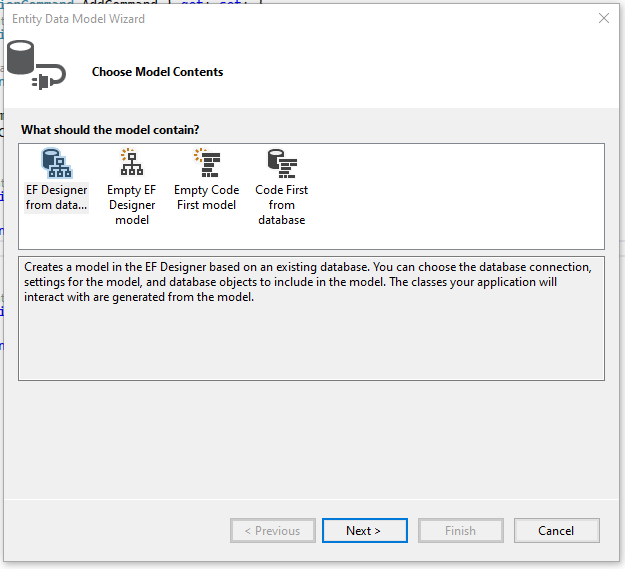 Entity Data Model Wizard
Choose Model Contents
What should the model contain?
EF Designer
from data...
Empty EF
Designer
model
Empty Code
First model
Code First
from
database
Creates a model in the EF Designer based on an existing database. You can choose the database connection,
settings for the model, and database objects to include in the model. The classes your application will
interact with are generated from the model.
< Previous
Next >
Finish
Cancel